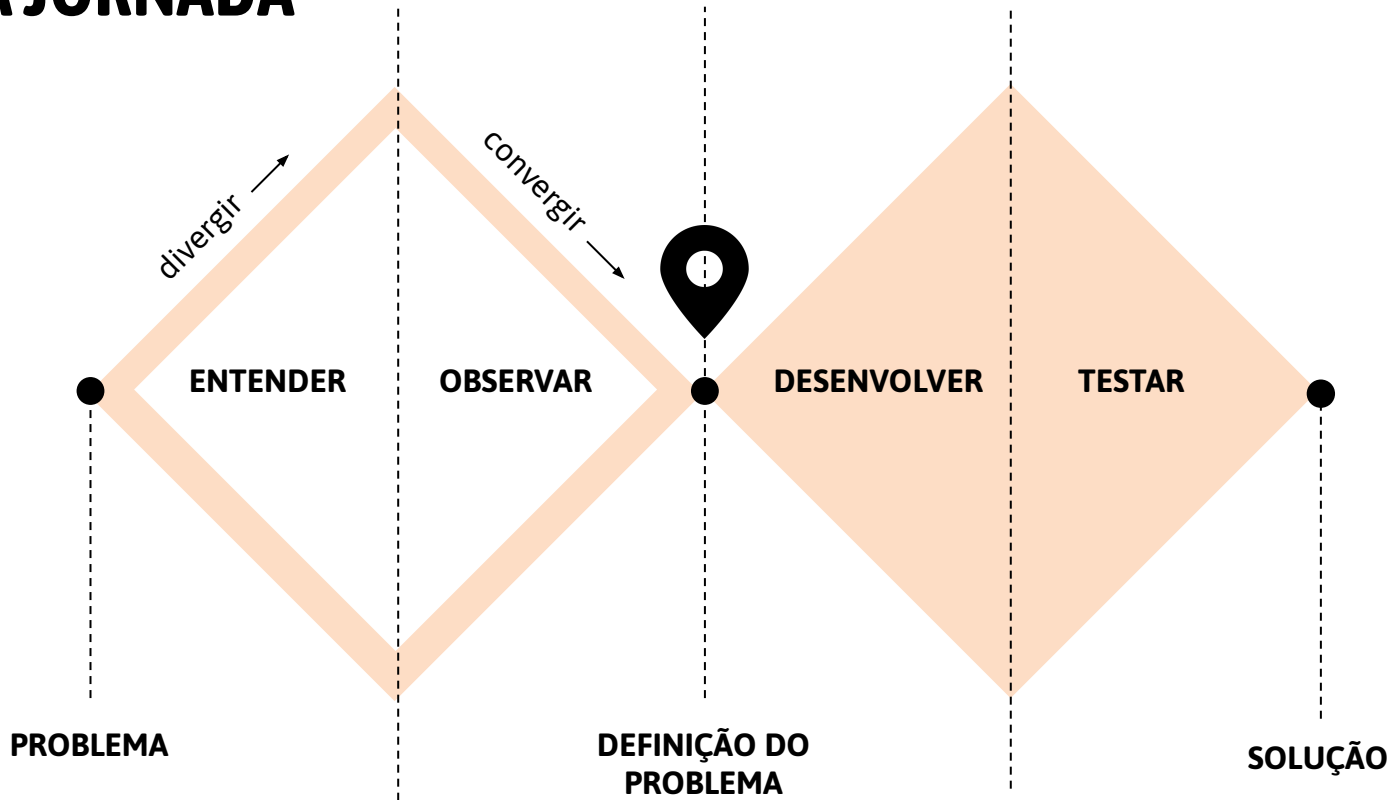 A JORNADA
divergir
convergir
ENTENDER
OBSERVAR
DESENVOLVER
TESTAR
PROBLEMA
DEFINIÇÃO DO
PROBLEMA
SOLUÇÃO